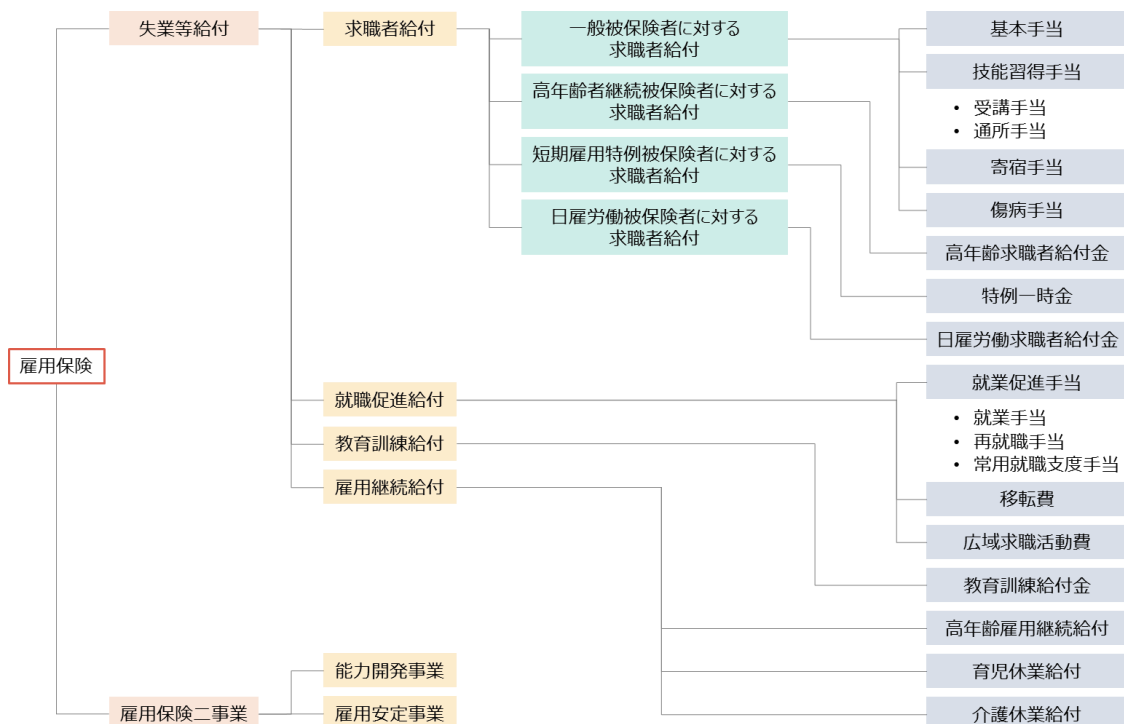 雇用保険
失業等給付
求職者給付
一般被保険者に対する
求職者給付
基本手当
技能習得手当
• 受講手当
• 通所手当
寄宿手当
傷病手当
高年齢者継続被保険者に対する
求職者給付
高年齢求職者給付金
短期雇用特例被保険者に対する
求職者給付
特例一時金
日雇労働被保険者に対する
求職者給付
日雇労働求職者給付金
就職促進給付
就業促進手当
• 就業手当
• 再就職手当
• 常用就職支度手当
移転費
広域求職活動費
教育訓練給付
教育訓練給付金
雇用継続給付
高年齢雇用継続給付
育児休業給付
介護休業給付
雇用保険二事業
能力開発事業
雇用安定事業